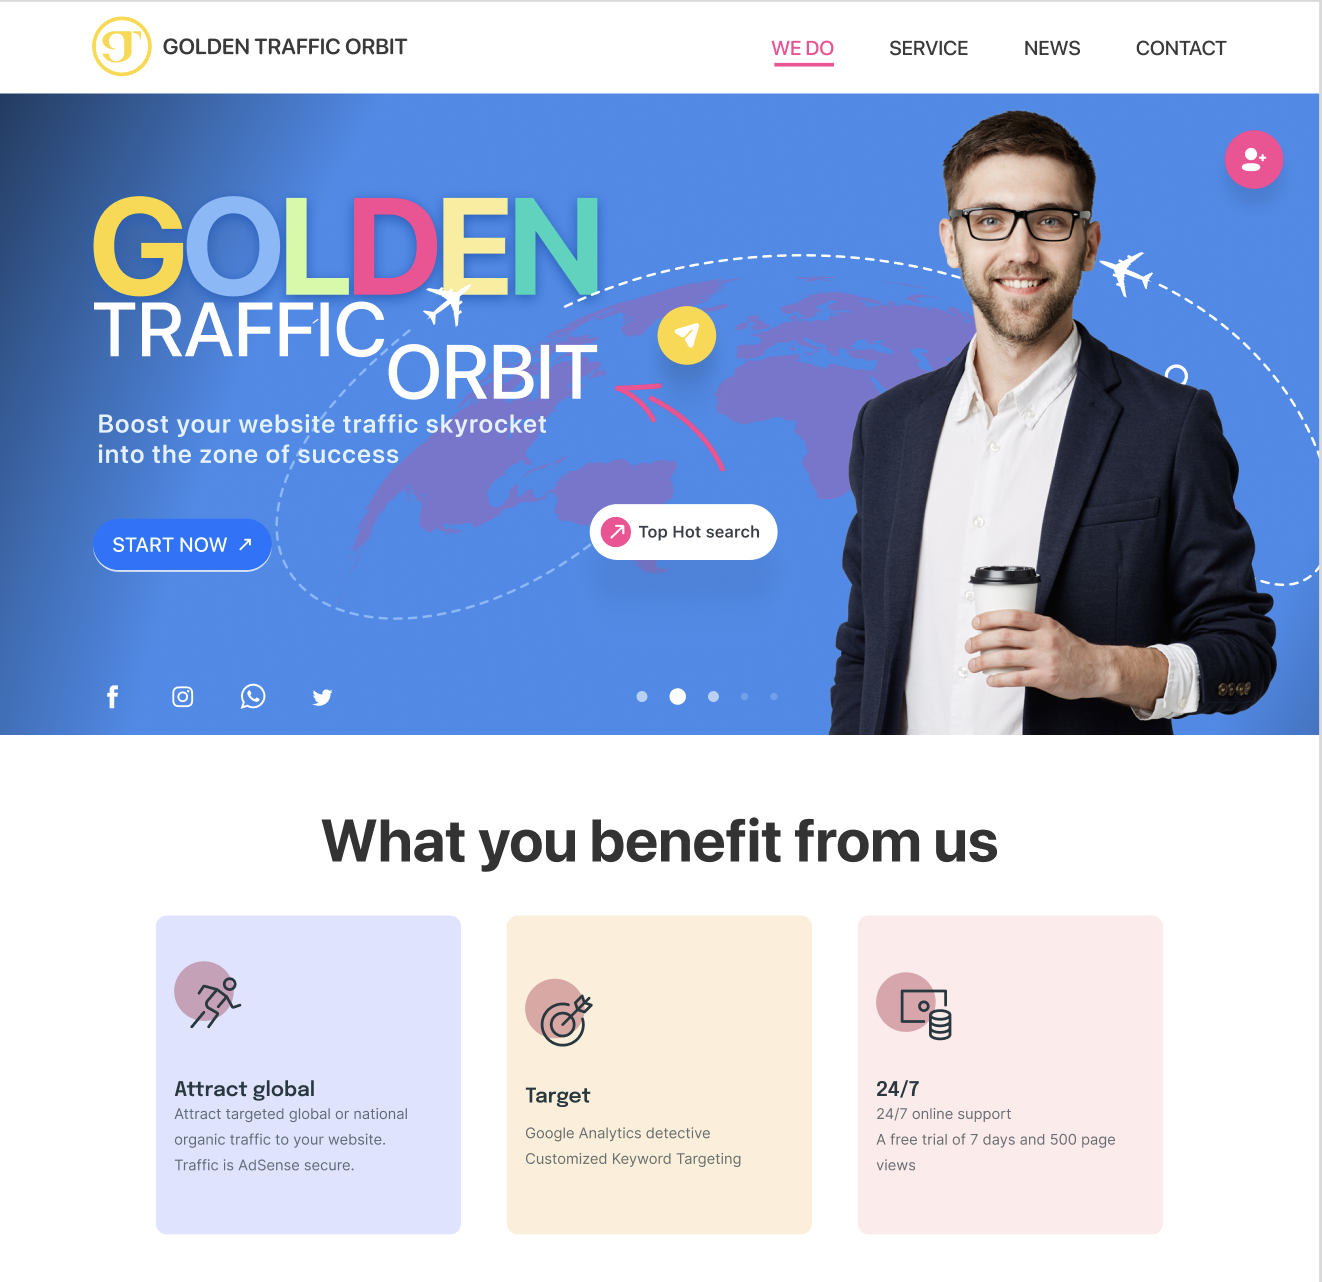 GOLDEN TRAFFIC ORBIT
WE DO
SERVICE
NEWS
CONTACT
GOLDEN
TRAFFIC
ORBIT
Boost your website traffic skyrocket
into the zone of success
START NOW
Top Hot search
What you benefit from us
Attract global
Attract targeted global or national
organic traffic to your website.
Traffic is AdSense secure.
Target
Google Analytics detective
Customized Keyword Targeting
24/7
24/7 online support
A free trial of 7 days and 500 page
views